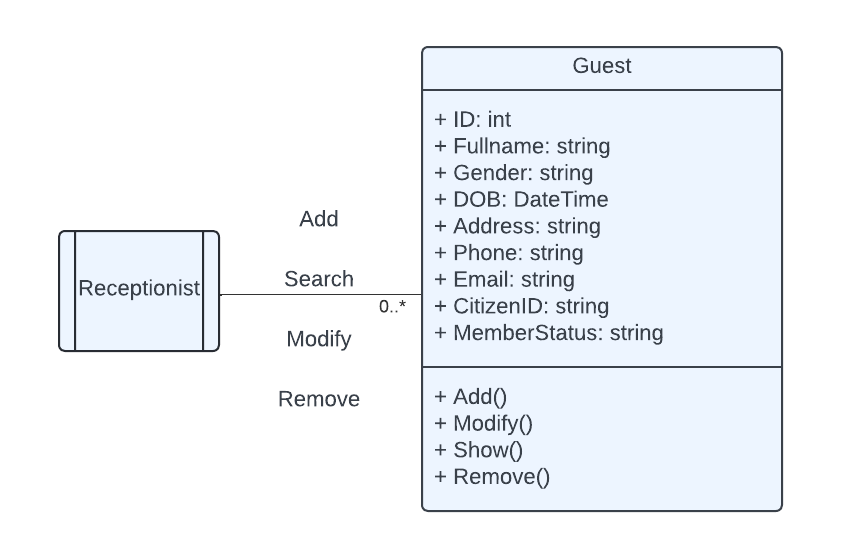 Guest
+ ID: int
+ Fullname: string
+ Gender: string
+ DOB: DateTime
+ Address: string
+ Phone: string
+ Email: string
+ CitizenID: string
+ MemberStatus: string
+ Add()
+ Modify()
+ Show()
+ Remove()
Receptionist
Add
Search
0..*
Modify
Remove